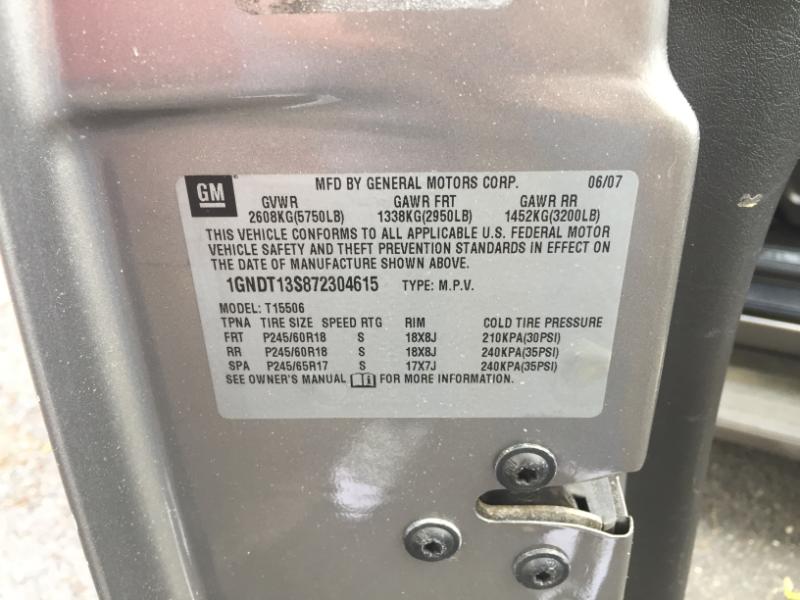 GM MFD BY GENERAL MOTORS CORP. 06/07
GVWR GAWR FRT GAWR RR
2608KG(5750LB) 1338KG(2950LB) 1452KG(3200LB)
THIS VEHICLE CONFORMS TO ALL APPLICABLE U.S. FEDERAL MOTOR
VEHICLE SAFETY AND THEFT PREVENTION STANDARDS IN EFFECT ON
THE DATE OF MANUFACTURE SHOWN ABOVE.
1GNDT13S872304615 TYPE: M.P.V.
MODEL: T15506
TPNA TIRE SIZE SPEED RTG RIM COLD TIRE PRESSURE
FRT P245/60R18 S 18X8J 210KPA(30PSI)
RR P245/60R18 S 18X8J 240KPA(35PSI)
SPA P245/65R17 S 17X7J 240KPA(35PSI)
SEE OWNER'S MANUAL FOR MORE INFORMATION.